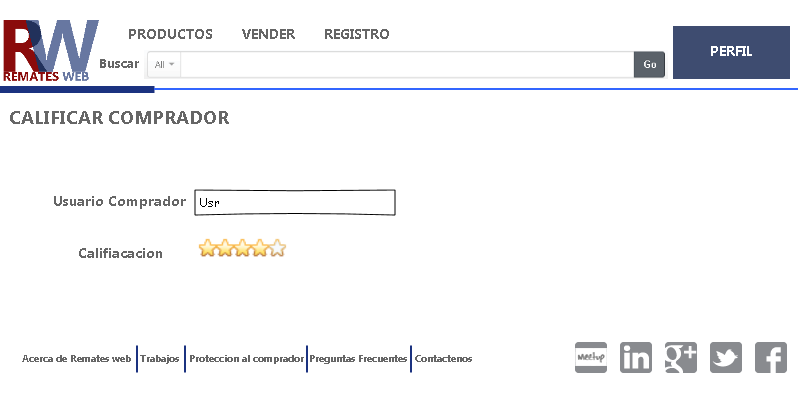 RW
REMATES WEB
PRODUCTOS VENDER REGISTRO
Buscar All Go
PERFIL
CALIFICAR COMPRADOR
Usuario Comprador Usr
Califiacacion
Acerca de Remates web Trabajos Proteccion al comprador Preguntas Frecuentes Contactenos
meetup in g+ f